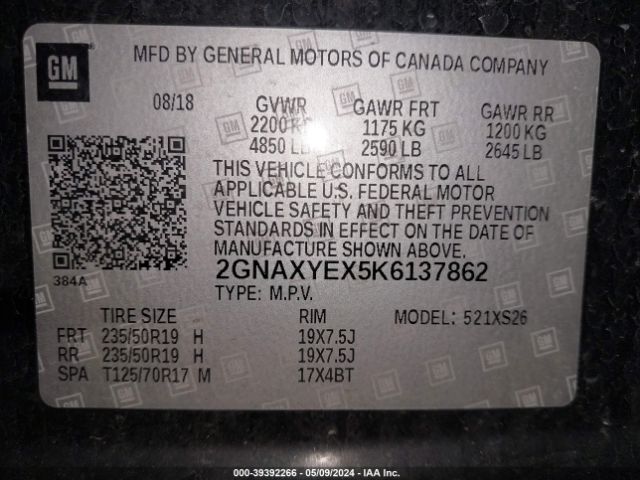 GM
MFD BY GENERAL MOTORS OF CANADA COMPANY
08/18 GVWR GAWR FRT GAWR RR
2200 1175 KG 1200 KG
4850 LB 2590 LB 2645 LB
THIS VEHICLE CONFORMS TO ALL
APPLICABLE U.S. FEDERAL MOTOR
VEHICLE SAFETY AND THEFT PREVENTION
STANDARDS IN EFFECT ON THE DATE OF
MANUFACTURE SHOWN ABOVE.
384A
2GNAXYEX5K6137862
TYPE: M.P.V.
TIRE SIZE RIM MODEL: 521XS26
FRT 235/50R19 H 19X7.5J
RR 235/50R19 H 19X7.5J
SPA T125/70R17 M 17X4BT
000-39392266 - 05/09/2024 - IAA Inc.